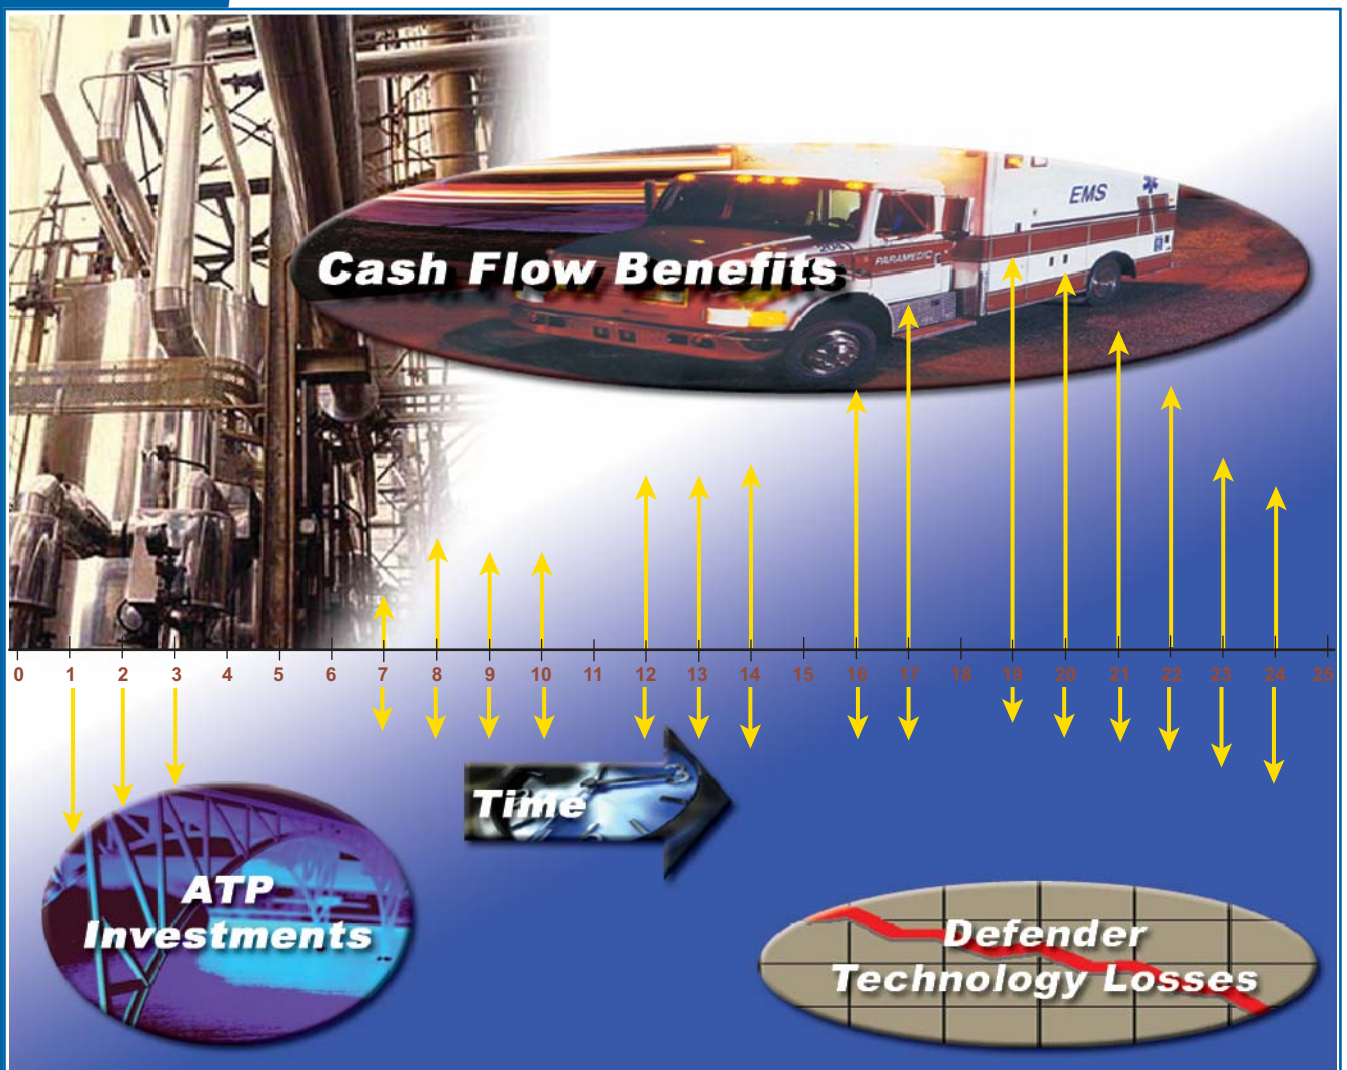 EMS
PARAMEDIC
Cash Flow Benefits
0 1 2 3 4 5 6 7 8 9 10 11 12 13 14 15 16 17 18 19 20 21 22 23 24 25
Time
ATP
Investments
Defender
Technology Losses